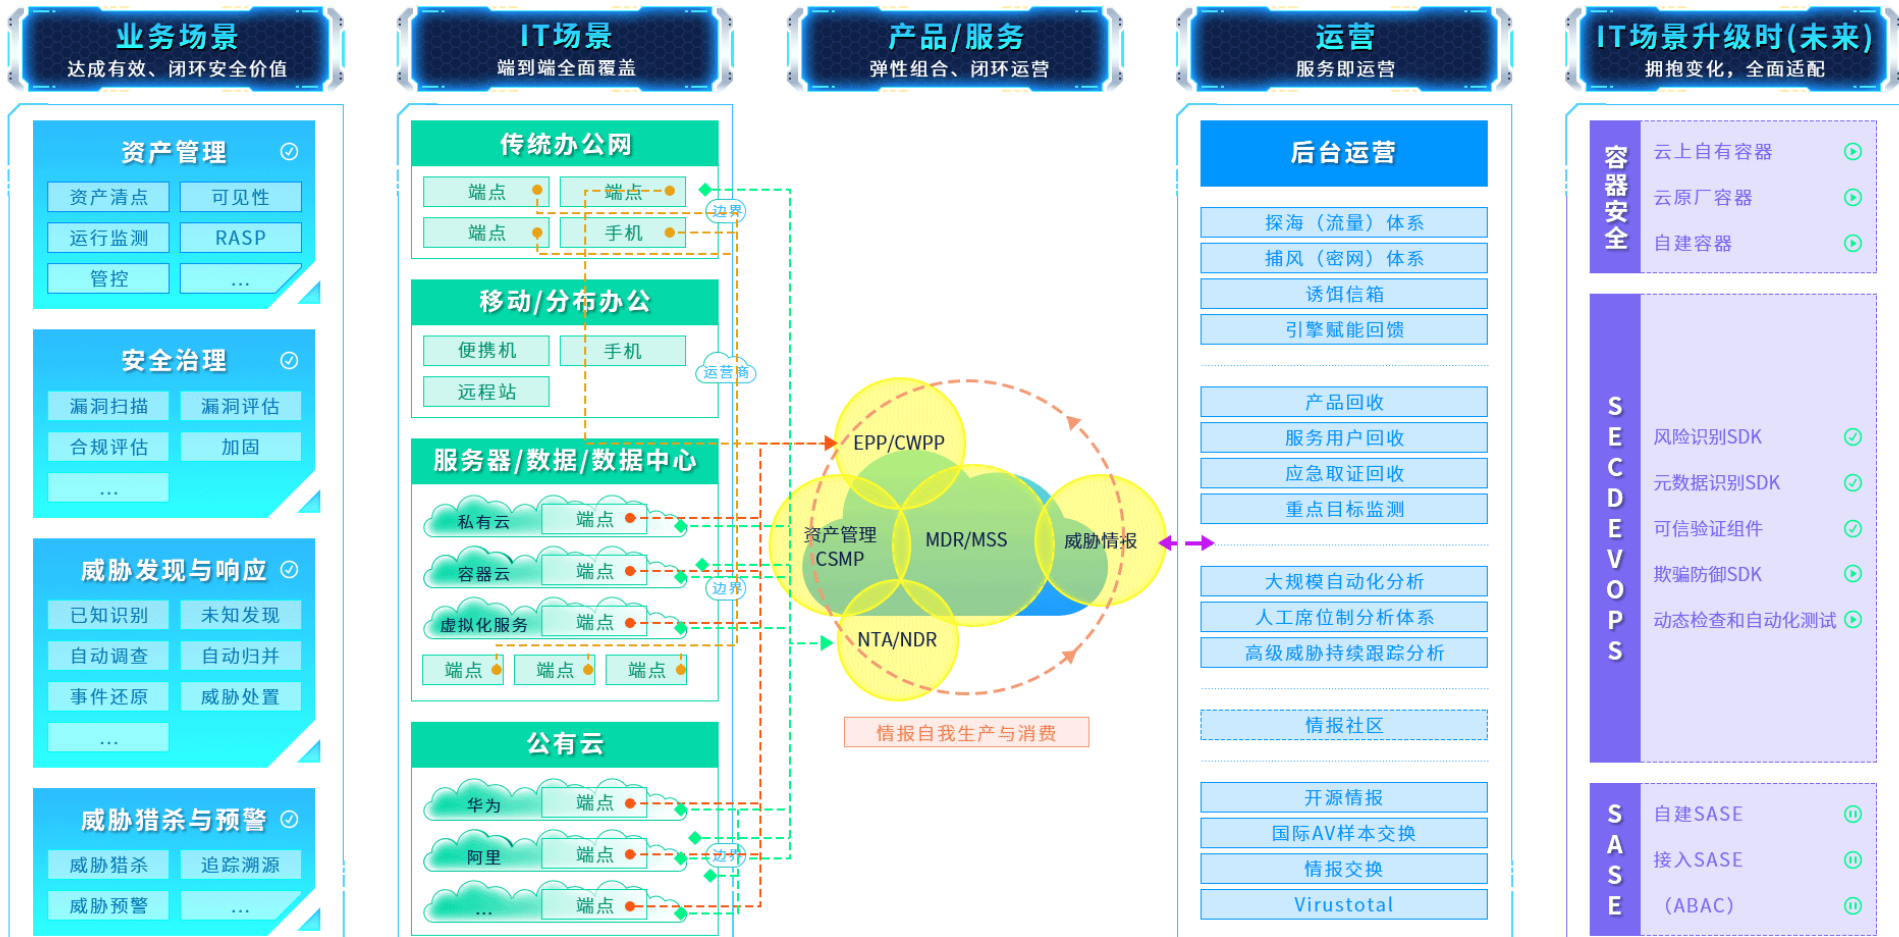 业务场景
达成有效、闭环安全价值
资产管理
资产清点
可见性
运行监测
RASP
管控
...
安全治理
漏洞扫描
漏洞评估
合规评估
加固
...
威胁发现与响应
已知识别
未知发现
自动调查
自动归并
事件还原
威胁处置
...
威胁猎杀与预警
威胁猎杀
追踪溯源
威胁预警
...
IT场景
端到端全面覆盖
传统办公网
端点
端点
端点
手机
边界
移动/分布办公
便携机
手机
远程站
运营商
服务器/数据/数据中心
私有云
端点
容器云
端点
边界
虚拟化服务
端点
端点
端点
端点
公有云
华为
端点
阿里
端点
边界
...
端点
产品/服务
弹性组合、闭环运营
EPP/CWPP
资产管理
CSMP
MDR/MSS
威胁情报
NTA/NDR
情报自我生产与消费
运营
服务即运营
后台运营
探海（流量）体系
捕风（密网）体系
诱饵信箱
引擎赋能回馈
产品回收
服务用户回收
应急取证回收
重点目标监测
大规模自动化分析
人工席位制分析体系
高级威胁持续跟踪分析
情报社区
开源情报
国际AV样本交换
情报交换
Virustotal
IT场景升级时(未来)
拥抱变化，全面适配
容器安全
云上自有容器
云原厂容器
自建容器
SECDEVOPS
风险识别SDK
元数据识别SDK
可信验证组件
欺骗防御SDK
动态检查和自动化测试
SASE
自建SASE
接入SASE
（ABAC）